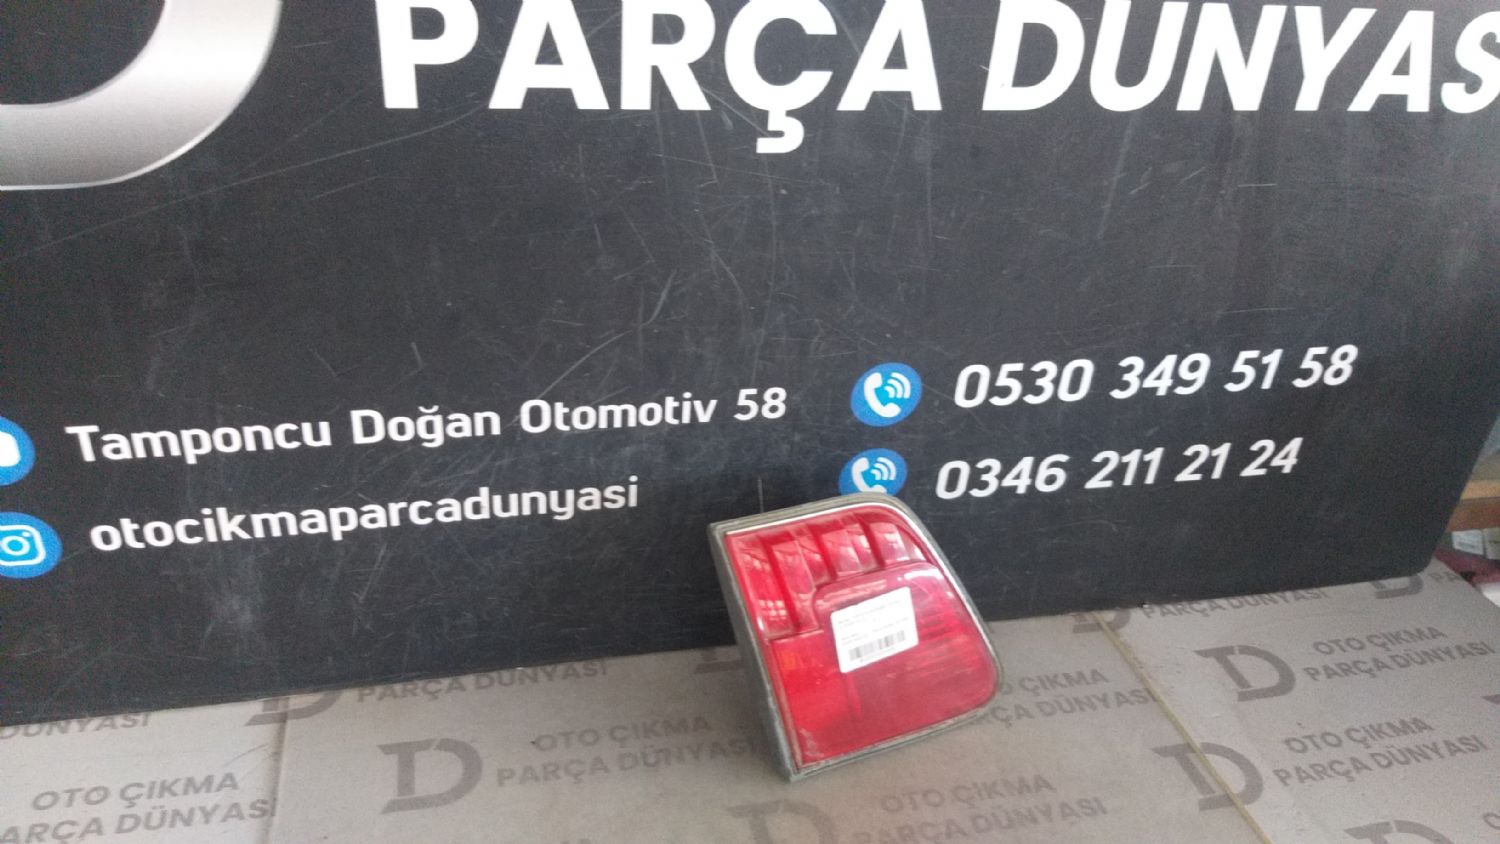 PARÇA DÜNYAS
Tamponcu Doğan Otomotiv 58
otocikmaparcadunyasi
0530 349 51 58
0346 211 21 24
PARÇA DÜNYASI
DÜNYASI
OTO ÇIKMA
PARÇA DÜNYASI
OTO ÇIKMA
PARÇA DÜNYASI
OTO ÇIKMA
PARÇA DÜNYASI
OTO ÇIKMA
PARÇA DÜNYASI
OTO ÇIKMA
PARÇA DÜNYASI
OTO ÇIKMA
PARÇA DÜNYASI